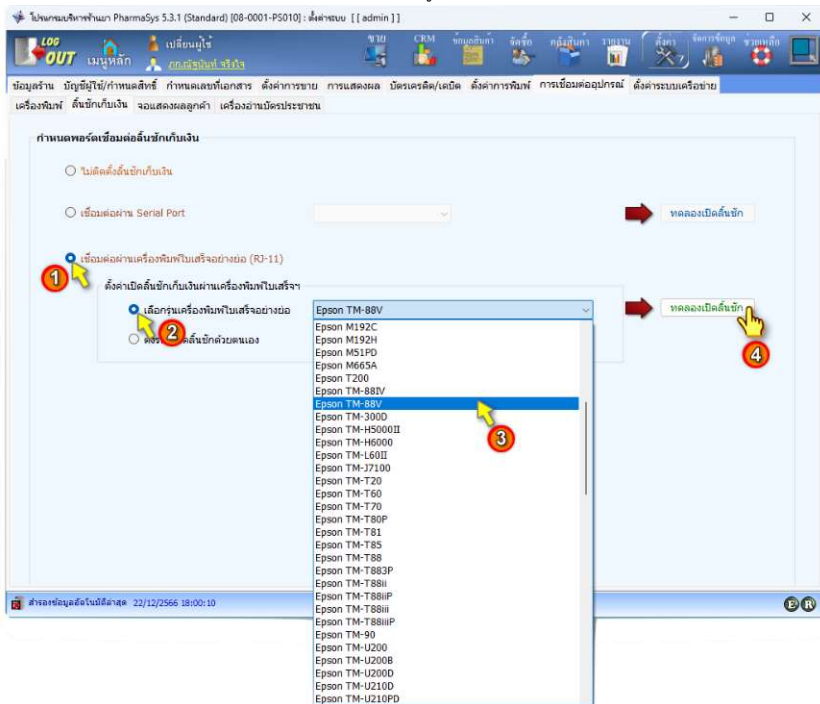 โปรแกรมบริหารร้านยา PharmaSys 5.3.1 (Standard) [08-0001-PS010] : ตั้งค่าระบบ [ [ admin ] ]
LOG OUT เมนูหลัก เปลี่ยนผู้ใช้ ขาย CRM ข้อมูลสินค้า จัดซื้อ คลังสินค้า รายงาน ตั้งค่า จัดการข้อมูล ช่วยเหลือ
ข้อมูลร้าน บัญชีผู้ใช้/กำหนดสิทธิ์ กำหนดเลขที่เอกสาร ตั้งค่าการขาย การแสดงผล บัตรเครดิต/เดบิต ตั้งค่าการพิมพ์ การเชื่อมต่ออุปกรณ์ ตั้งค่าระบบเครือข่าย
เครื่องพิมพ์ ลิ้นชักเก็บเงิน จอแสดงผลลูกค้า เครื่องอ่านบัตรประชาชน
กำหนดพอร์ตเชื่อมต่อลิ้นชักเก็บเงิน
ไม่ติดตั้งลิ้นชักเก็บเงิน
เชื่อมต่อผ่าน Serial Port ทดลองเปิดลิ้นชัก
เชื่อมต่อผ่านเครื่องพิมพ์ใบเสร็จอย่างย่อ (RJ-11)
1
ตั้งค่าเปิดลิ้นชักเก็บเงินผ่านเครื่องพิมพ์ใบเสร็จฯ
เลือกรุ่นเครื่องพิมพ์ใบเสร็จอย่างย่อ Epson TM-88V ทดลองเปิดลิ้นชัก
2
ลิ้นชักด้วยตนเอง
4
Epson M192C
Epson M192H
Epson M51PD
Epson M665A
Epson T200
Epson TM-88IV
Epson TM-88V
3
Epson TM-300D
Epson TM-H5000II
Epson TM-H6000
Epson TM-L60II
Epson TM-J7100
Epson TM-T20
Epson TM-T60
Epson TM-T70
Epson TM-T80P
Epson TM-T81
Epson TM-T85
Epson TM-T88
Epson TM-T883P
Epson TM-T88ii
Epson TM-T88iiP
Epson TM-T88iii
Epson TM-T88iiiP
Epson TM-90
Epson TM-U200
Epson TM-U200B
Epson TM-U200D
Epson TM-U210D
Epson TM-U210PD
สำรองข้อมูลอัตโนมัติล่าสุด 22/12/2566 18:00:10 E R